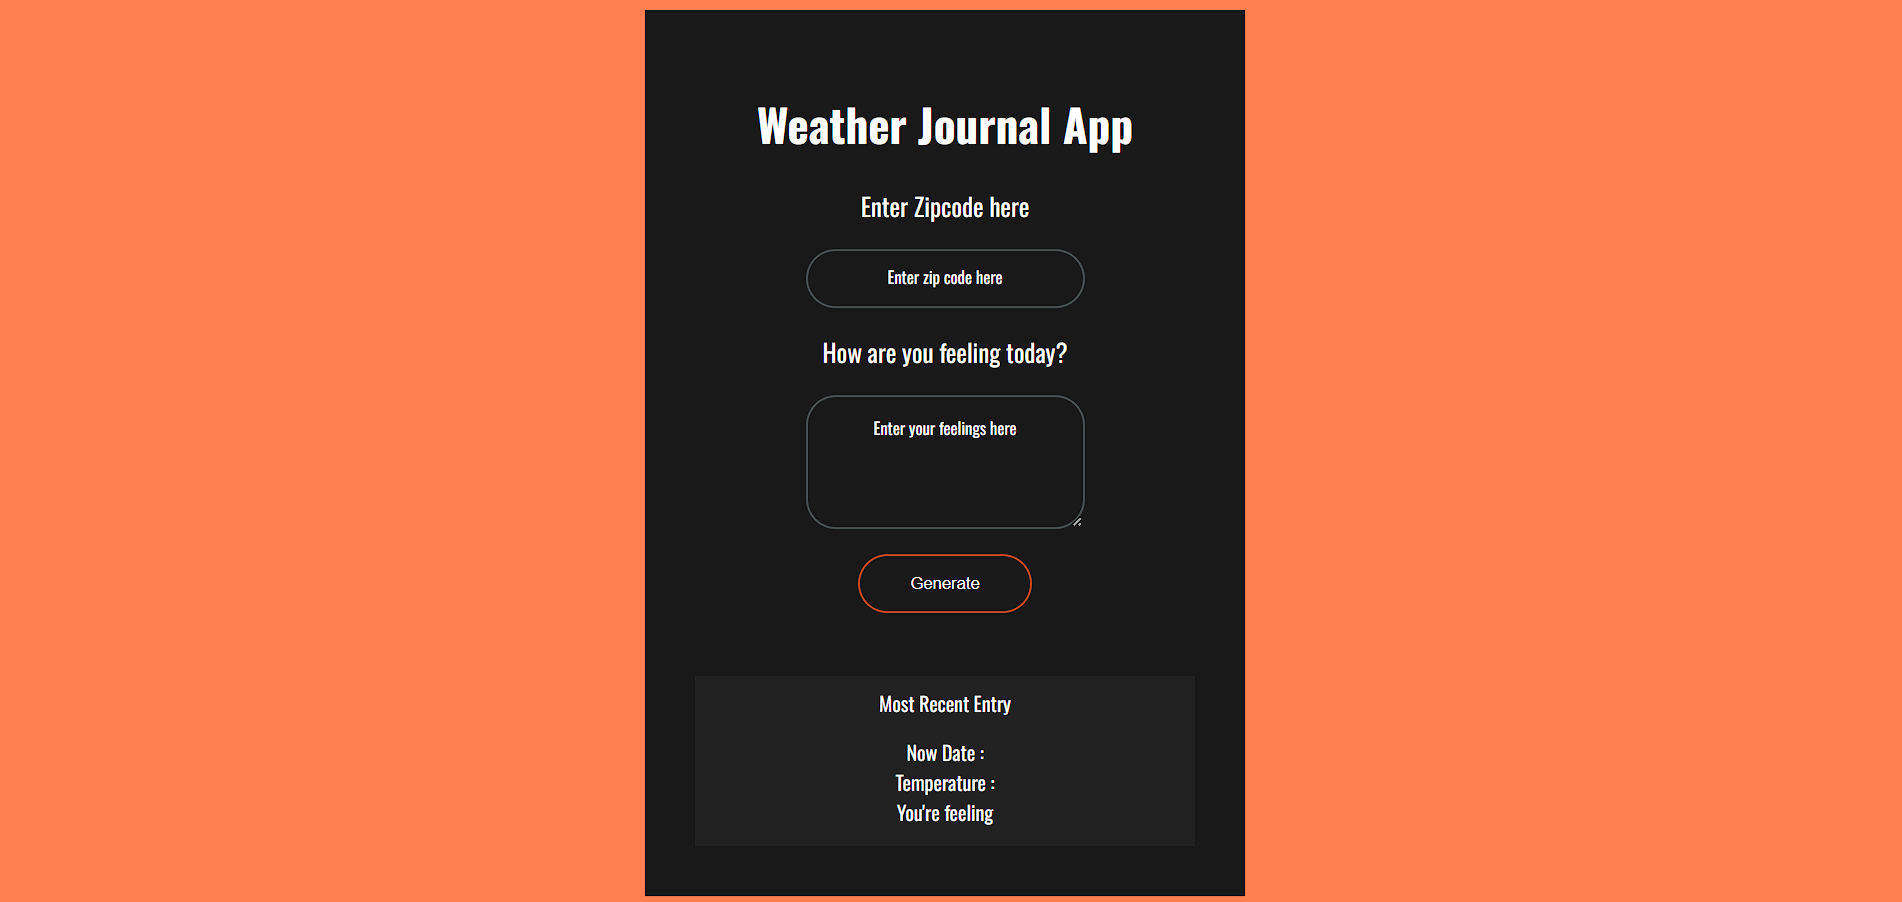 Weather Journal App
Enter Zipcode here
Enter zip code here
How are you feeling today?
Enter your feelings here
Generate
Most Recent Entry
Now Date :
Temperature :
You're feeling